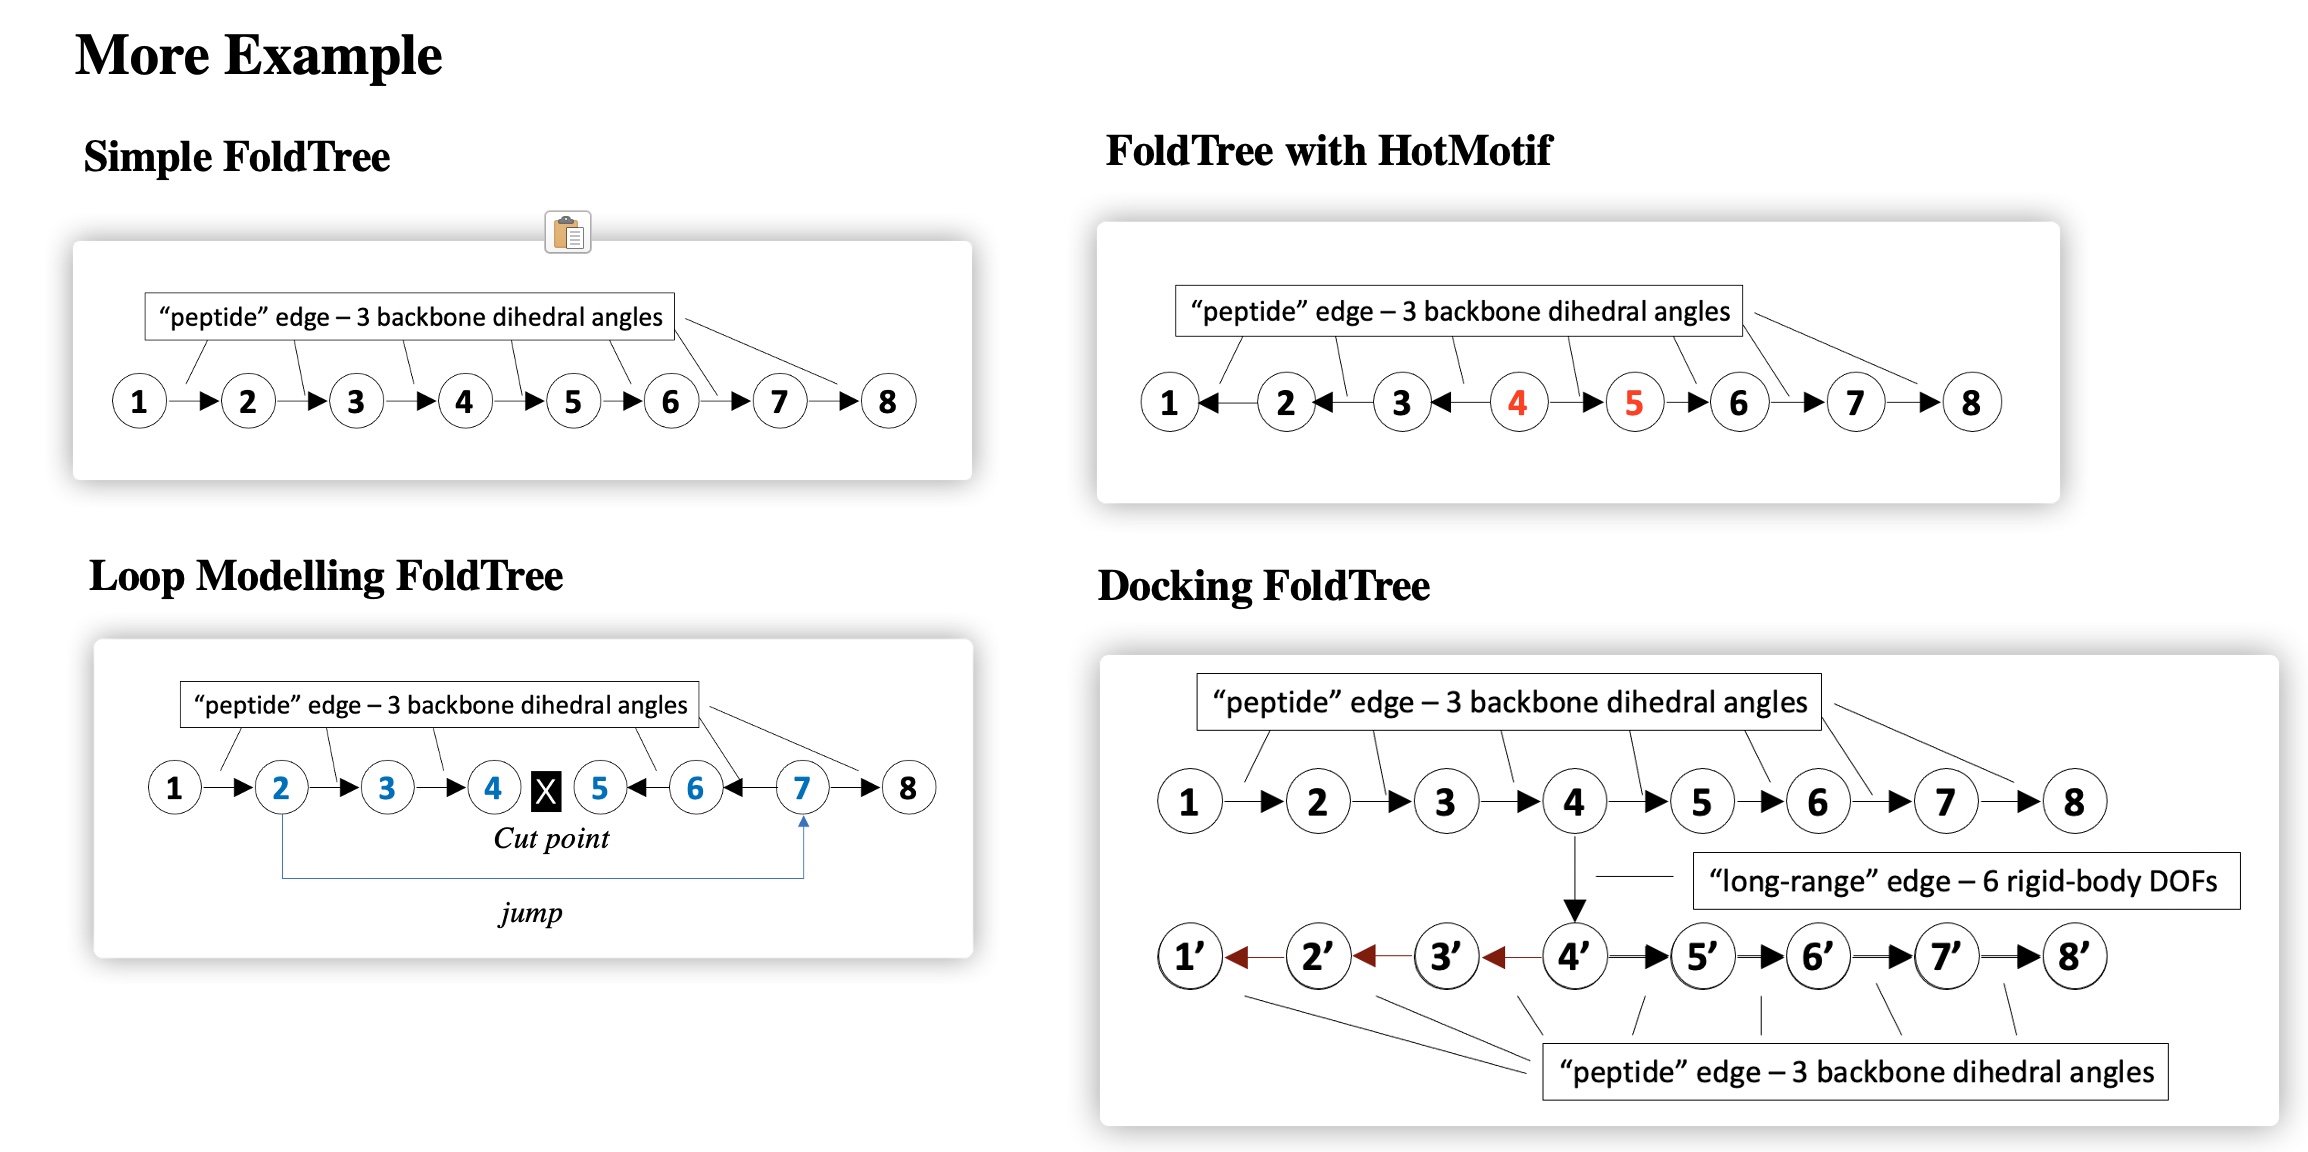 More Example
Simple FoldTree
“peptide” edge – 3 backbone dihedral angles
1 2 3 4 5 6 7 8
FoldTree with HotMotif
“peptide” edge – 3 backbone dihedral angles
1 2 3 4 5 6 7 8
Loop Modelling FoldTree
“peptide” edge – 3 backbone dihedral angles
1 2 3 4 X 5 6 7 8
Cut point
jump
Docking FoldTree
“peptide” edge – 3 backbone dihedral angles
1 2 3 4 5 6 7 8
“long-range” edge – 6 rigid-body DOFs
1’ 2’ 3’ 4’ 5’ 6’ 7’ 8’
“peptide” edge – 3 backbone dihedral angles